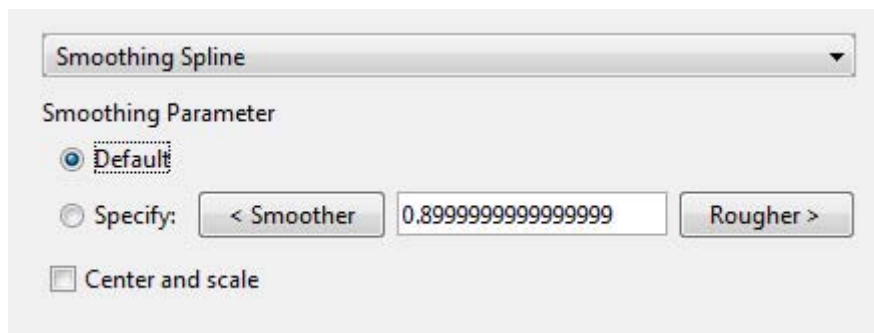 Smoothing Spline
Smoothing Parameter
Default
Specify: < Smoother 0.8999999999999999 Rougher >
Center and scale